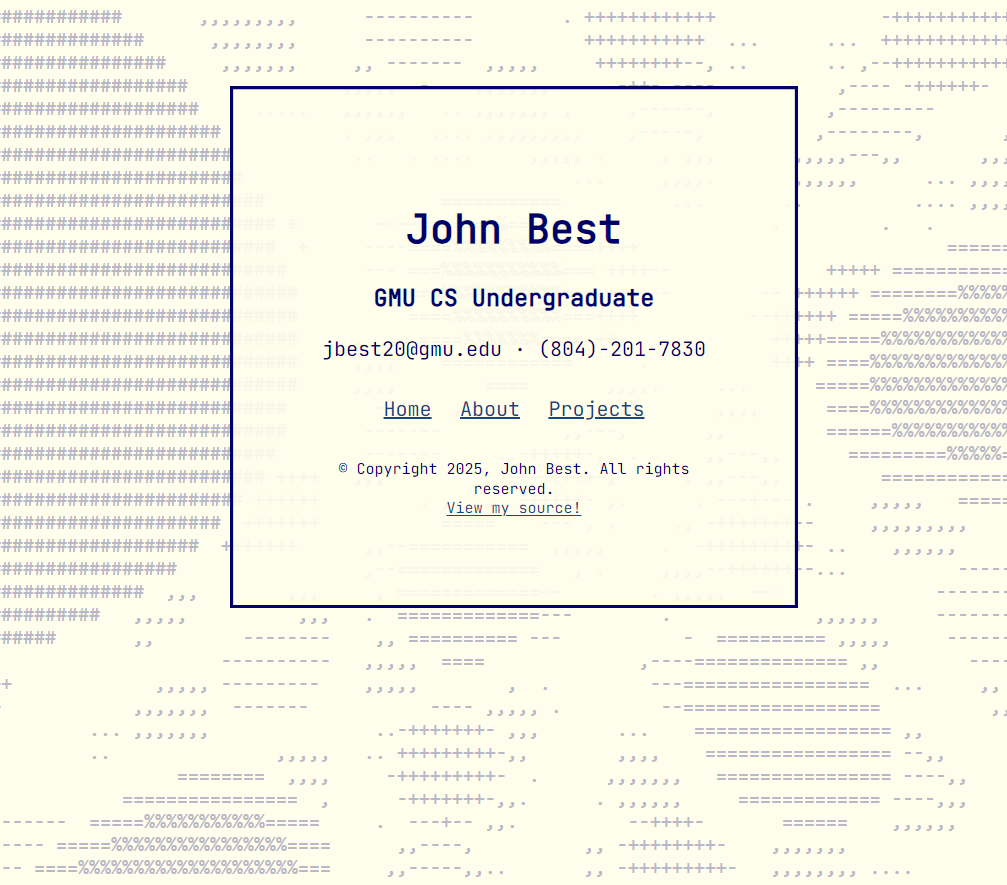 John Best
GMU CS Undergraduate
jbest20@gmu.edu · (804)-201-7830
Home About Projects
© Copyright 2025, John Best. All rights
reserved.
View my source!